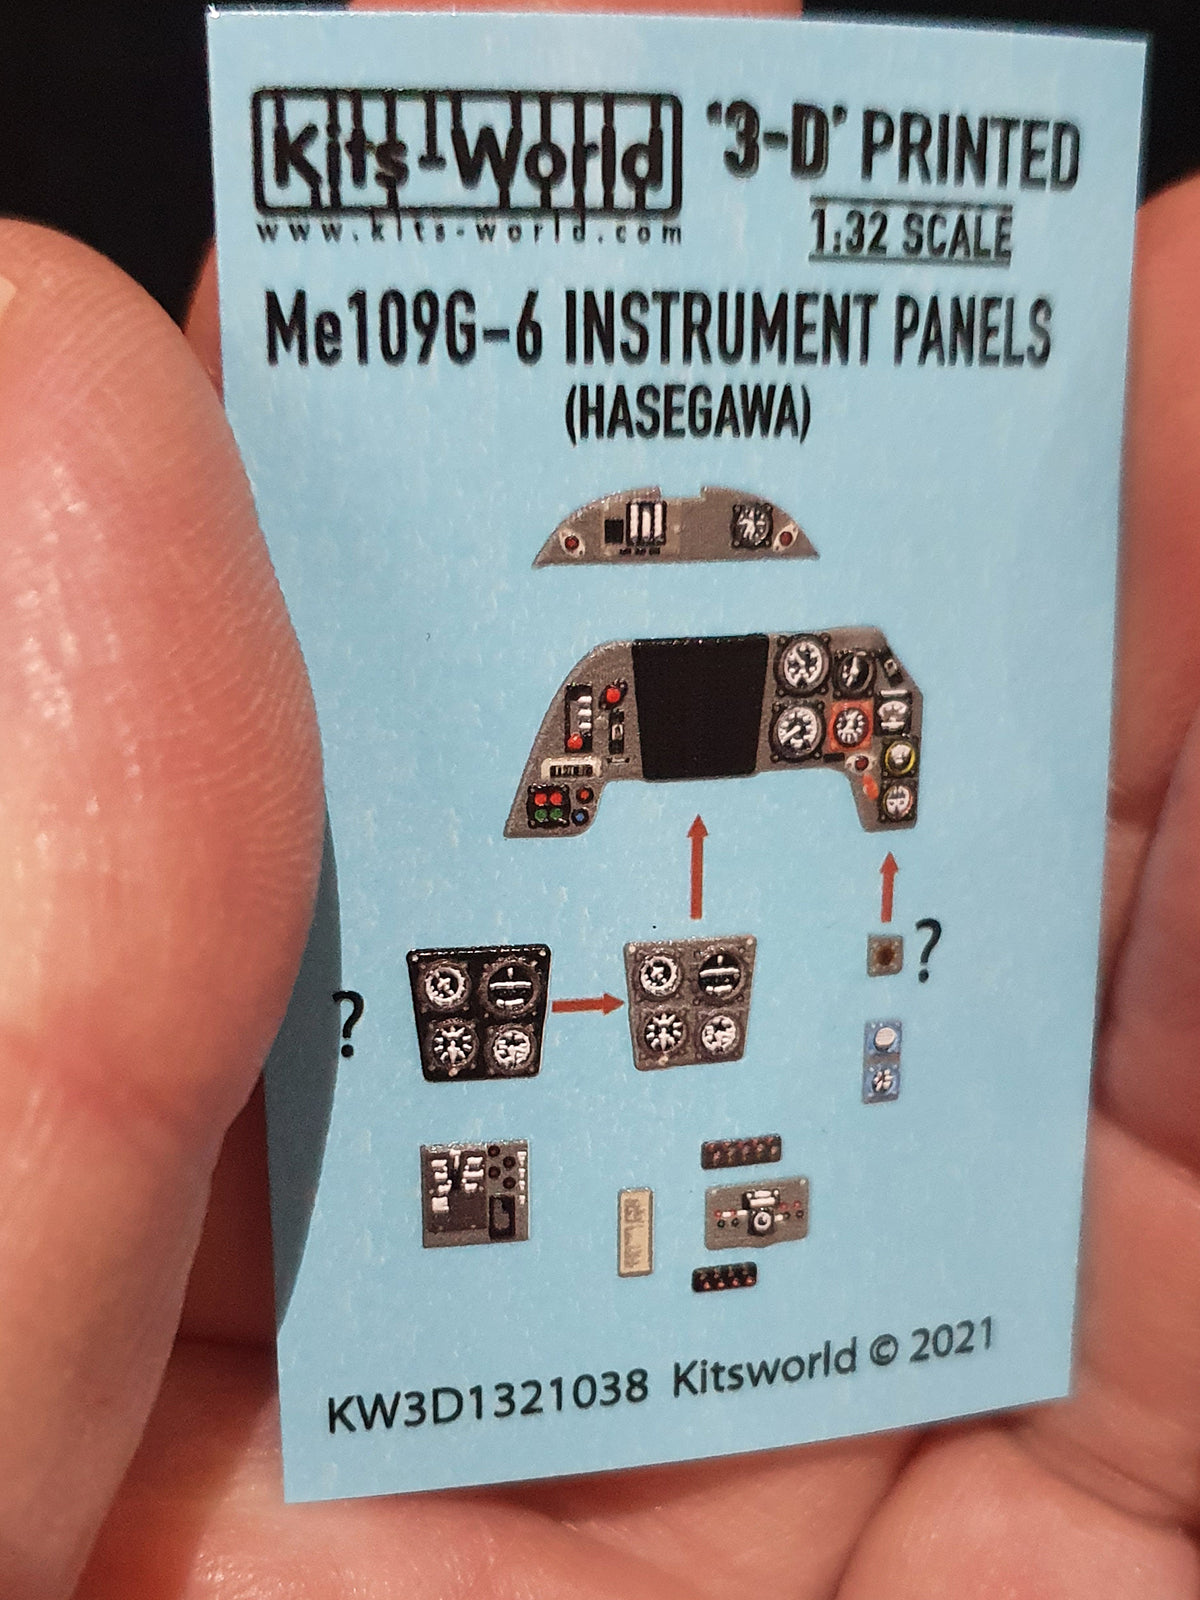 Kits-World
www.kits-world.com
'3-D' PRINTED
1:32 SCALE
Me109G-6 INSTRUMENT PANELS
(HASEGAWA)
?
?
KW3D1321038 Kitsworld © 2021